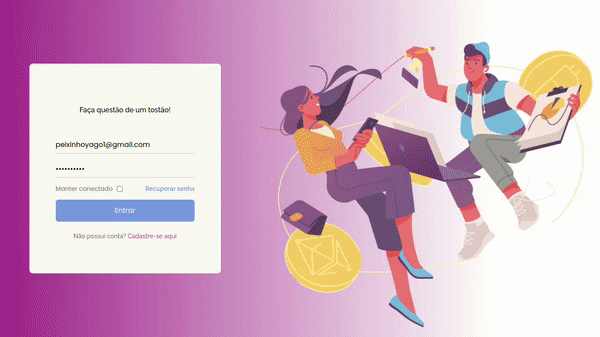 Faça questão de um tostão!
peixinhoyago1@gmail.com
••••••••••
Manter conectado Recuperar senha
Entrar
Não possui conta? Cadastre-se aqui